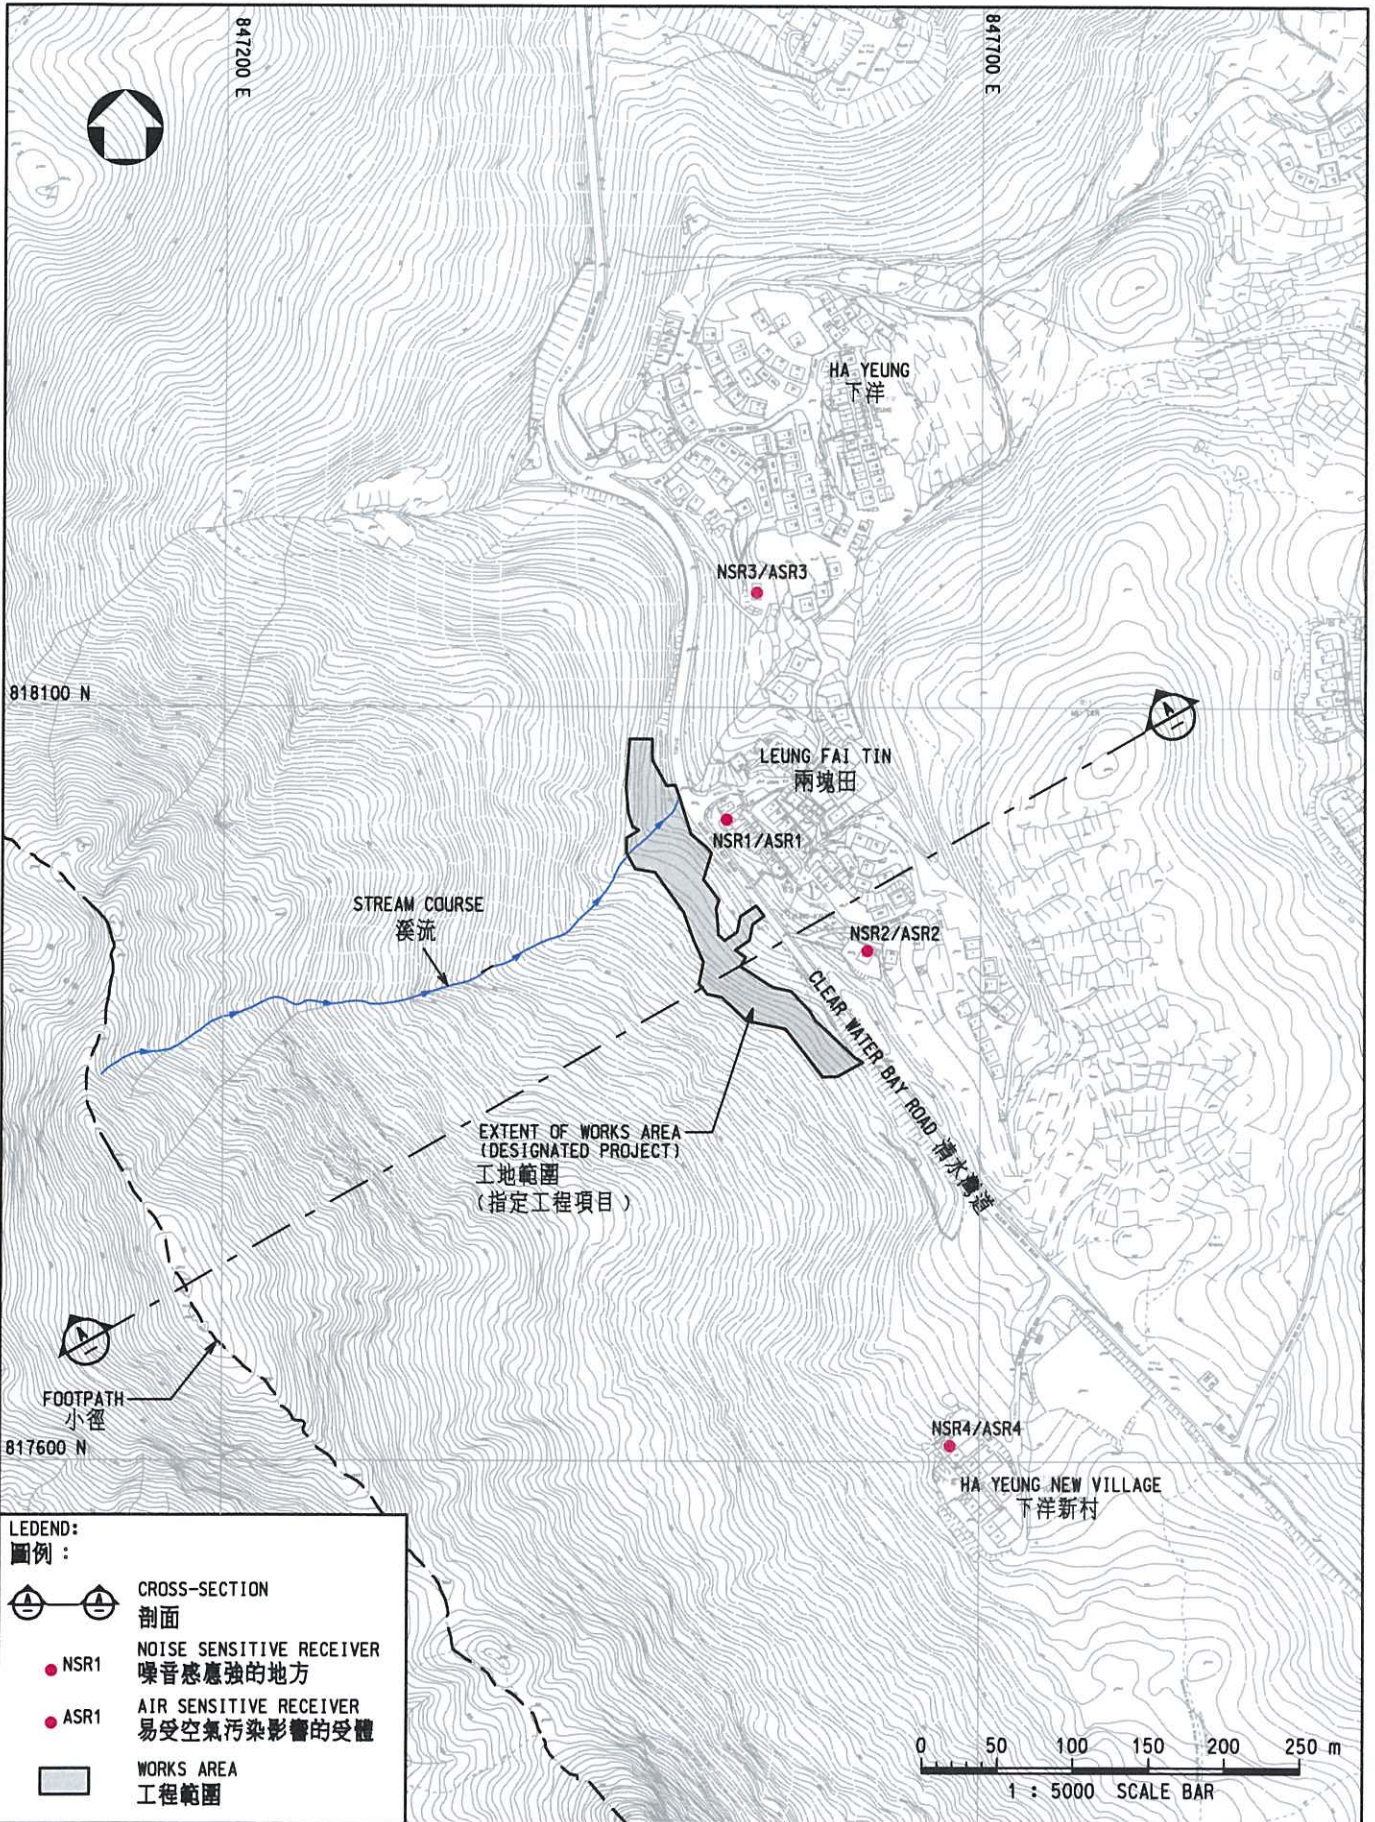 847200 E
847700 E
HA YEUNG
下洋
NSR3/ASR3
818100 N
LEUNG FAI TIN
兩塊田
NSR1/ASR1
STREAM COURSE
溪流
NSR2/ASR2
CLEAR WATER BAY ROAD 清水灣道
EXTENT OF WORKS AREA
(DESIGNATED PROJECT)
工地範圍
(指定工程項目)
FOOTPATH
小徑
817600 N
NSR4/ASR4
HA YEUNG NEW VILLAGE
下洋新村
LEDEND:
圖例：
CROSS-SECTION
剖面
NSR1
NOISE SENSITIVE RECEIVER
噪音感應強的地方
ASR1
AIR SENSITIVE RECEIVER
易受空氣污染影響的受體
WORKS AREA
工程範圍
0 50 100 150 200 250 m
1 : 5000 SCALE BAR